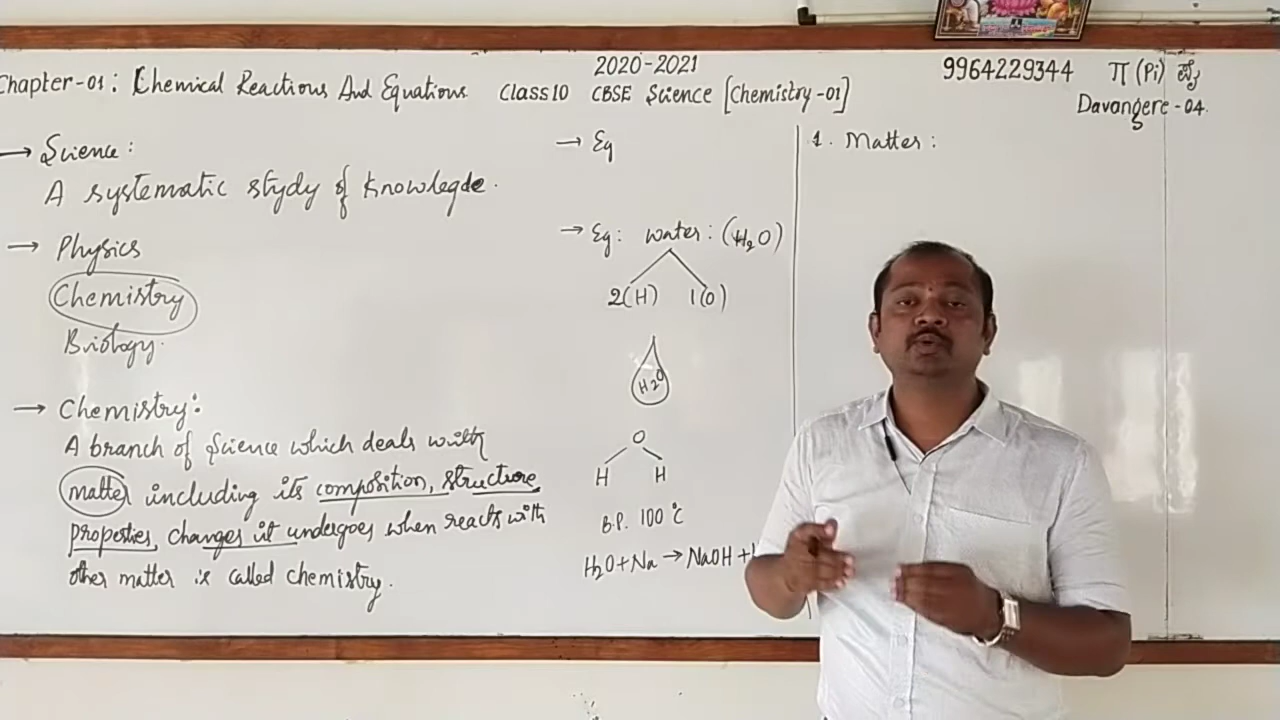 2020-2021
Chapter-01: Chemical Reactions And Equations Class 10 CBSE Science [Chemistry-01]
9964229344 π (Pi)
Davangere - 04.
→ Science:
A systematic stydy of knowlegde.
→ Physics
Chemistry
Biology.
→ Chemistry:
A branch of Science which deals with
matter including its composition, structure
properties, changes it undergoes when reacts with
other matter is called chemistry.
→ Eg
→ Eg: water: (H₂O)
2(H) 1(O)
H2O
O
H H
B.P. 100°C
H₂O+Na → NaOH +
1. Matter: